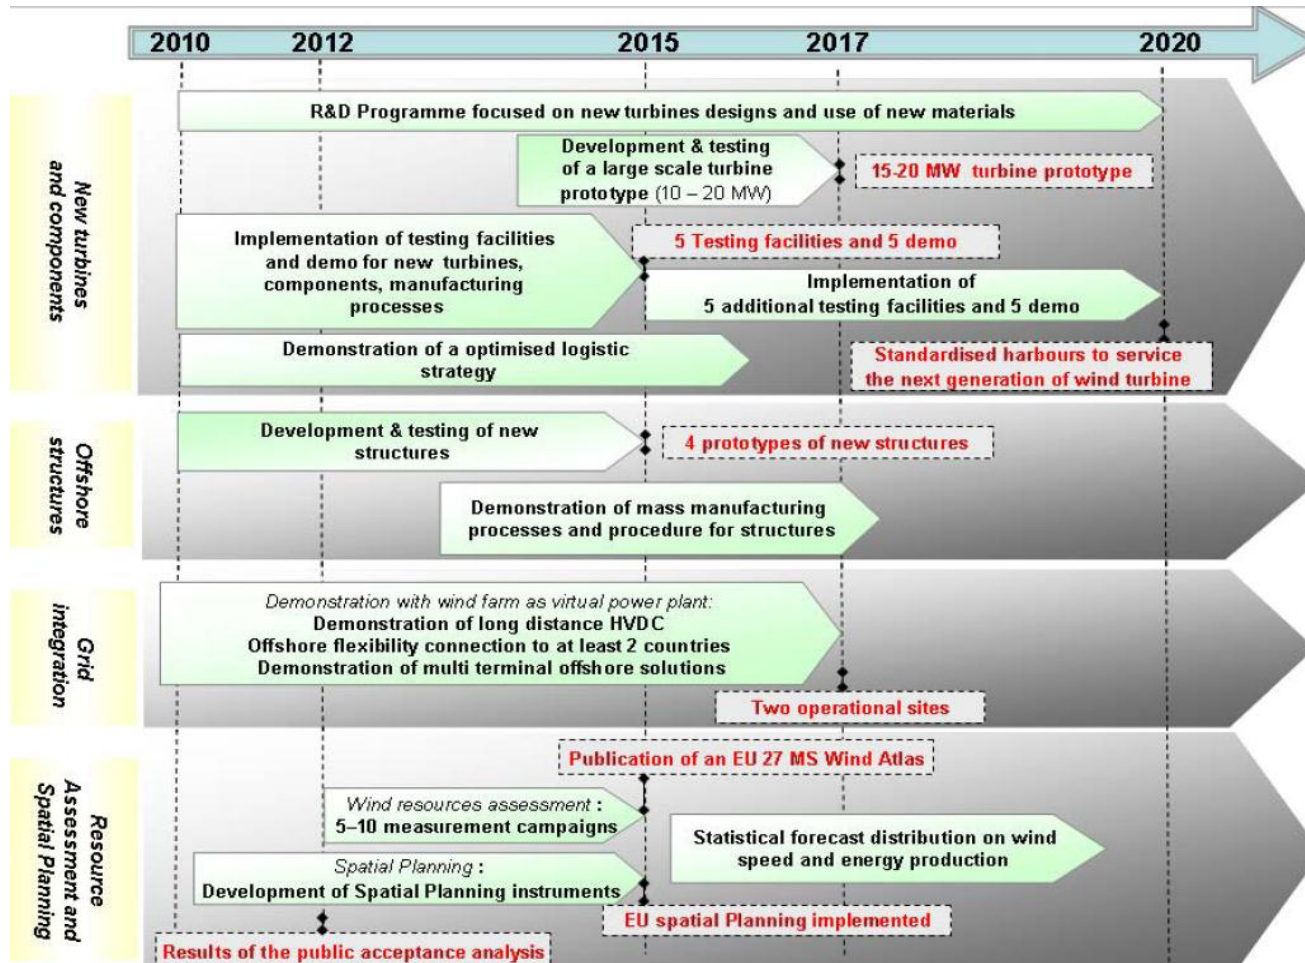 2010 2012 2015 2017 2020
New turbines
and components
R&D Programme focused on new turbines designs and use of new materials
Development & testing
of a large scale turbine
prototype (10 – 20 MW)
15-20 MW turbine prototype
Implementation of testing facilities
and demo for new turbines,
components, manufacturing
processes
5 Testing facilities and 5 demo
Implementation of
5 additional testing facilities and 5 demo
Demonstration of a optimised logistic
strategy
Standardised harbours to service
the next generation of wind turbine
Offshore
structures
Development & testing of new
structures
4 prototypes of new structures
Demonstration of mass manufacturing
processes and procedure for structures
Grid
integration
Demonstration with wind farm as virtual power plant:
Demonstration of long distance HVDC
Offshore flexibility connection to at least 2 countries
Demonstration of multi terminal offshore solutions
Two operational sites
Resource
Assessment and
Spatial Planning
Publication of an EU 27 MS Wind Atlas
Wind resources assessment :
5–10 measurement campaigns
Statistical forecast distribution on wind
speed and energy production
Spatial Planning :
Development of Spatial Planning instruments
EU spatial Planning implemented
Results of the public acceptance analysis